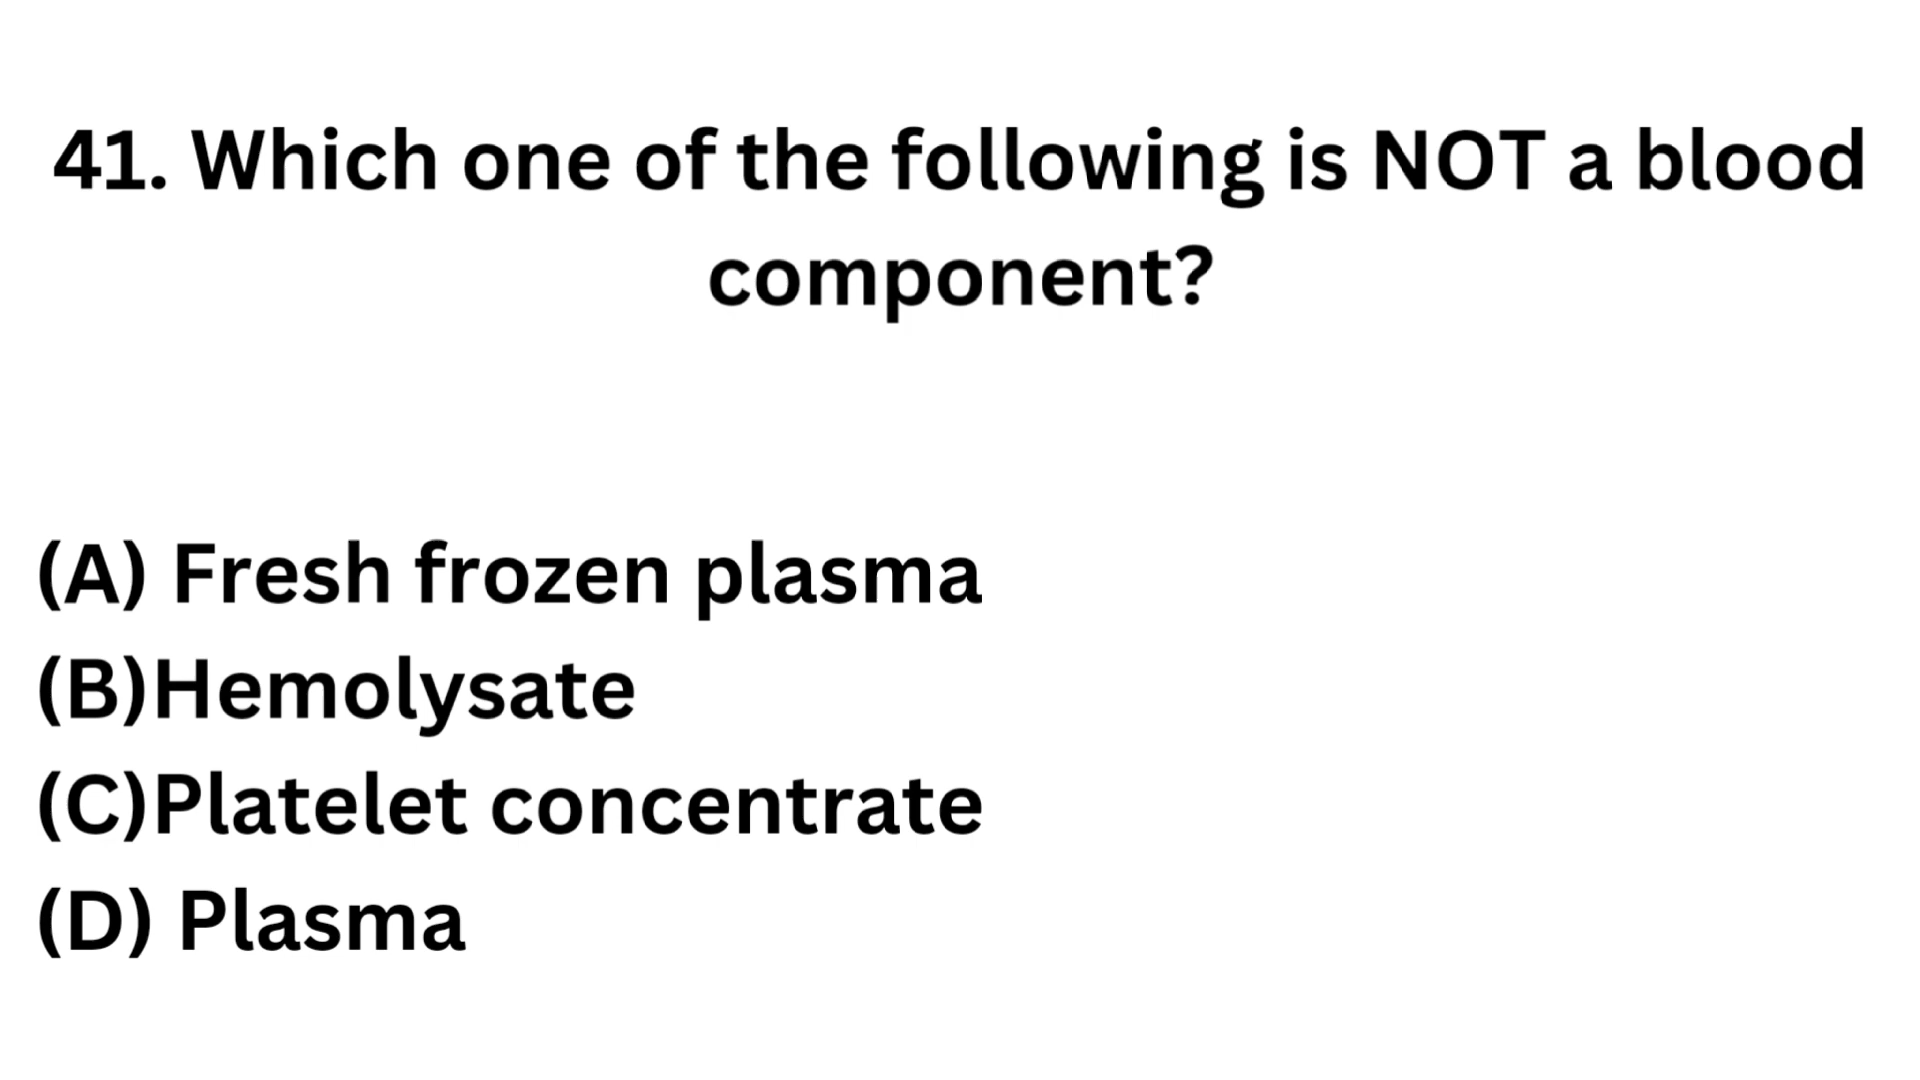 41. Which one of the following is NOT a blood
component?
(A) Fresh frozen plasma
(B)Hemolysate
(C)Platelet concentrate
(D) Plasma